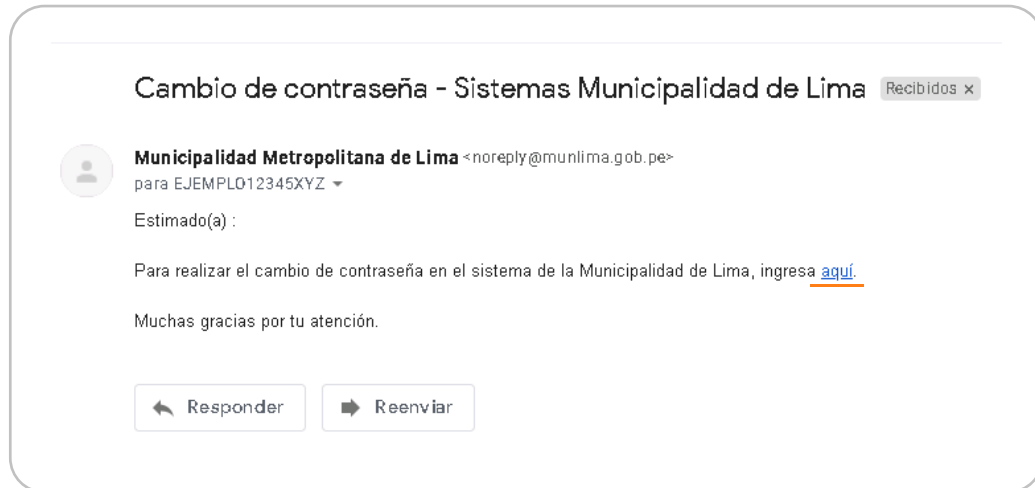 Cambio de contraseña - Sistemas Municipalidad de Lima Recibidos x
Municipalidad Metropolitana de Lima <noreply@munlima.gob.pe>
para EJEMPLO12345XYZ
Estimado(a) :
Para realizar el cambio de contraseña en el sistema de la Municipalidad de Lima, ingresa aquí.
Muchas gracias por tu atención.
Responder Reenviar